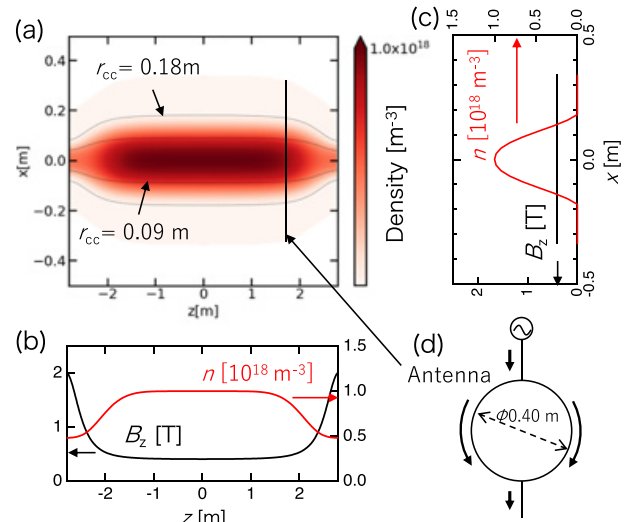 (a)
0.4
0.2
0.0
−0.2
−0.4
x[m]
r_cc= 0.18m
r_cc= 0.09 m
−2
−1
0
1
2
z[m]
1.0x10^18
Density [m^-3]
(c)
1.5
1
0.5
0.0
0.5
0.0
-0.5
x [m]
n [10^18 m^-3]
B_z [T]
2
1
0.0
(b)
2
1
0
1.5
1.0
0.5
0.0
n [10^18 m^-3]
B_z [T]
-2
-1
0
1
2
z [m]
Antenna
(d)
Φ0.40 m